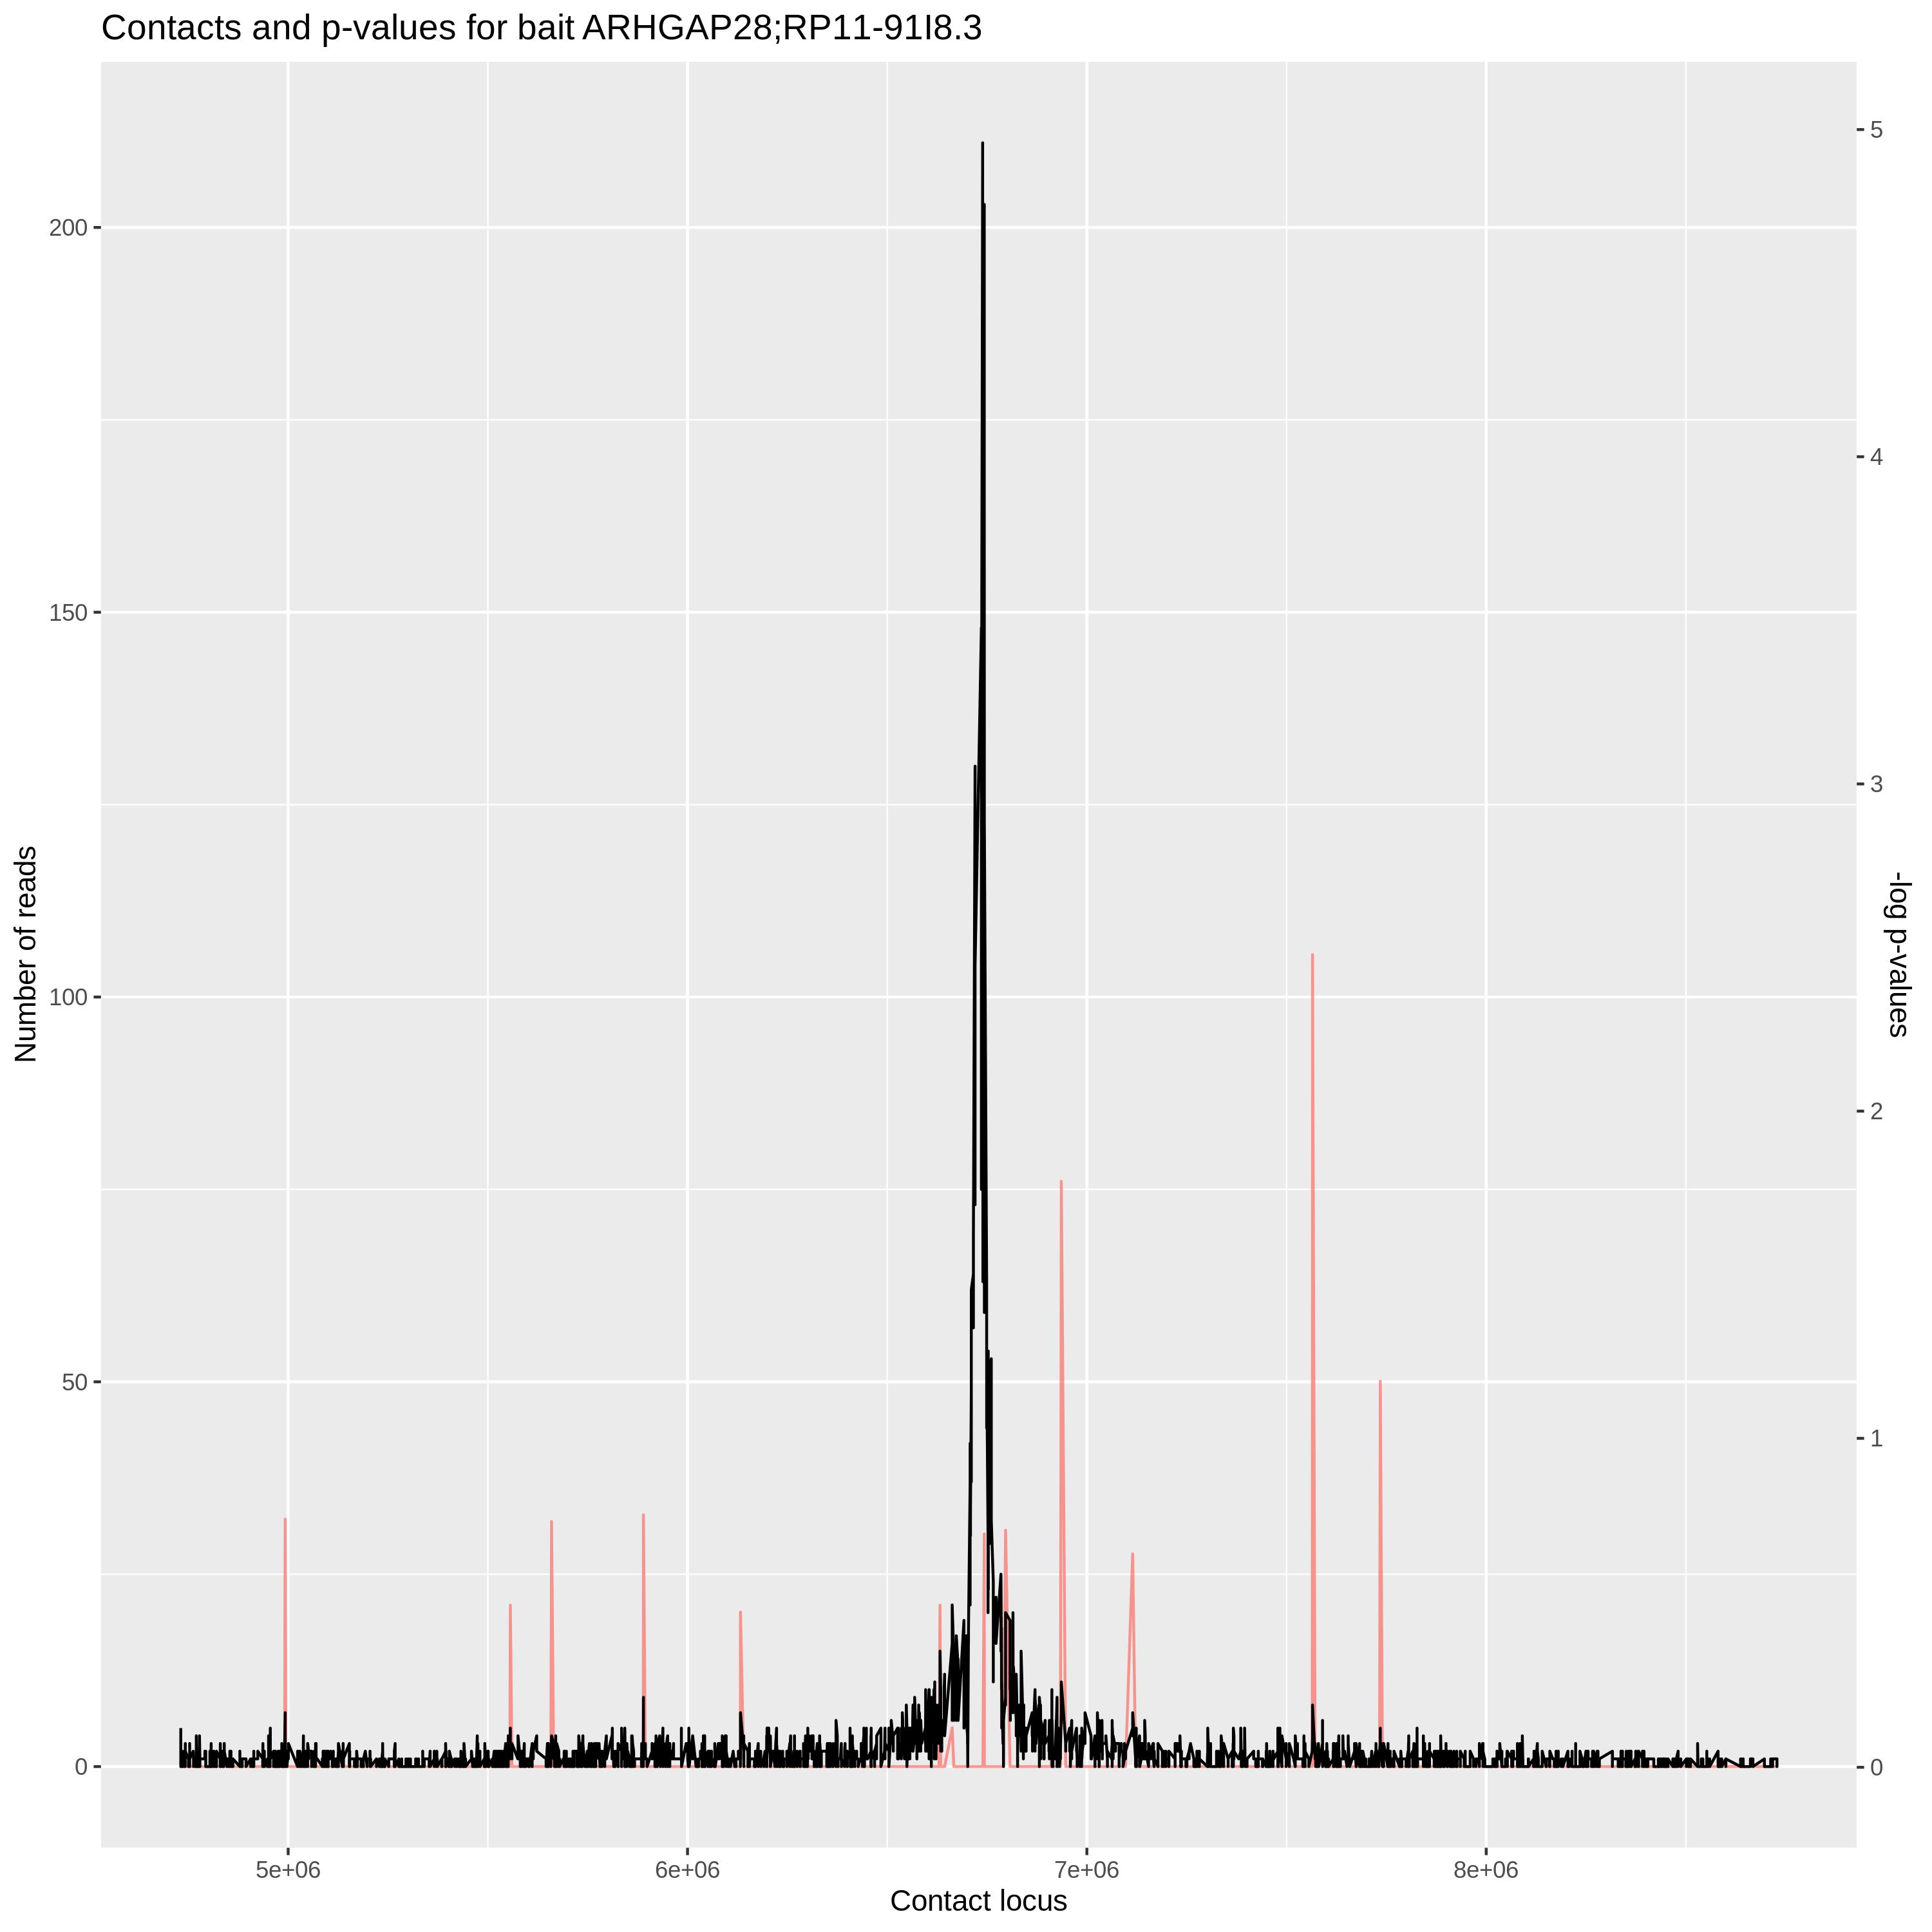 Contacts and p-values for bait ARHGAP28;RP11-91I8.3
Number of reads
200
150
100
50
0
5
4
3
2
1
0
-log p-values
5e+06
6e+06
7e+06
8e+06
Contact locus